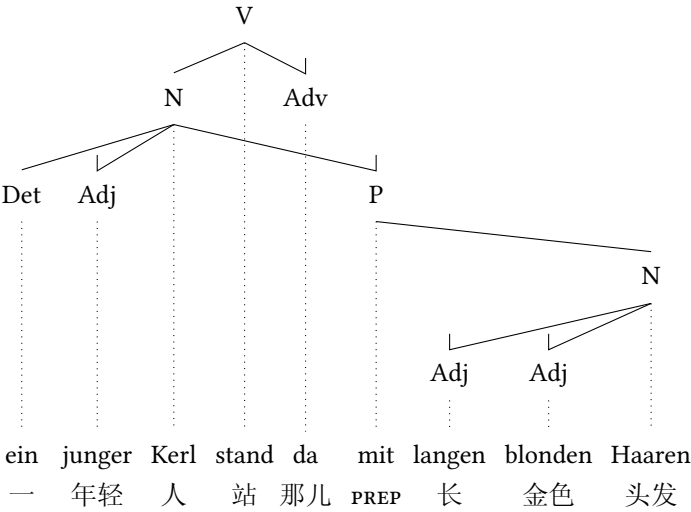 V
N Adv
Det Adj P
N
Adj Adj
ein junger Kerl stand da mit langen blonden Haaren
一 年轻 人 站 那儿 PREP 长 金色 头发